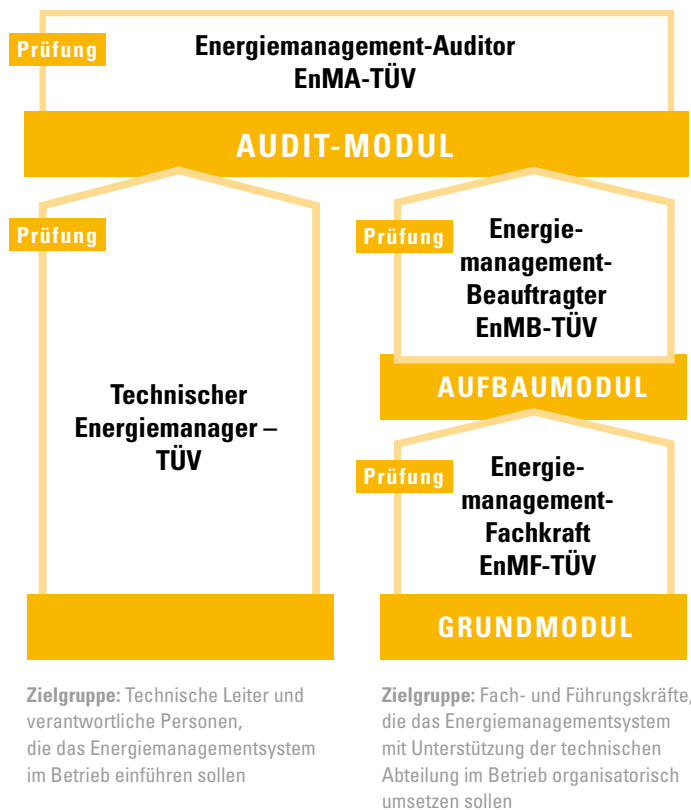 Prüfung
Energiemanagement-Auditor
EnMA-TÜV
AUDIT-MODUL
Prüfung
Technischer
Energiemanager –
TÜV
Zielgruppe: Technische Leiter und
verantwortliche Personen,
die das Energiemanagementsystem
im Betrieb einführen sollen
Prüfung
Energie-
management-
Beauftragter
EnMB-TÜV
AUFBAUMODUL
Prüfung
Energie-
management-
Fachkraft
EnMF-TÜV
GRUNDMODUL
Zielgruppe: Fach- und Führungskräfte,
die das Energiemanagementsystem
mit Unterstützung der technischen
Abteilung im Betrieb organisatorisch
umsetzen sollen